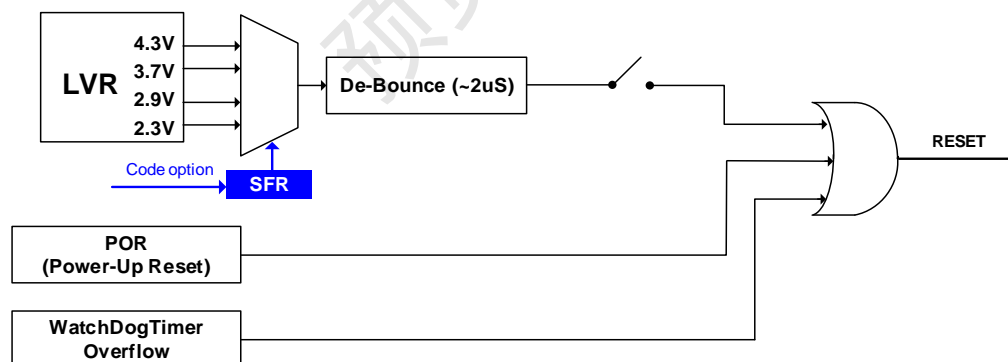 LVR
4.3V
3.7V
2.9V
2.3V
De-Bounce (~2uS)
RESET
Code option
SFR
POR
(Power-Up Reset)
WatchDogTimer
Overflow